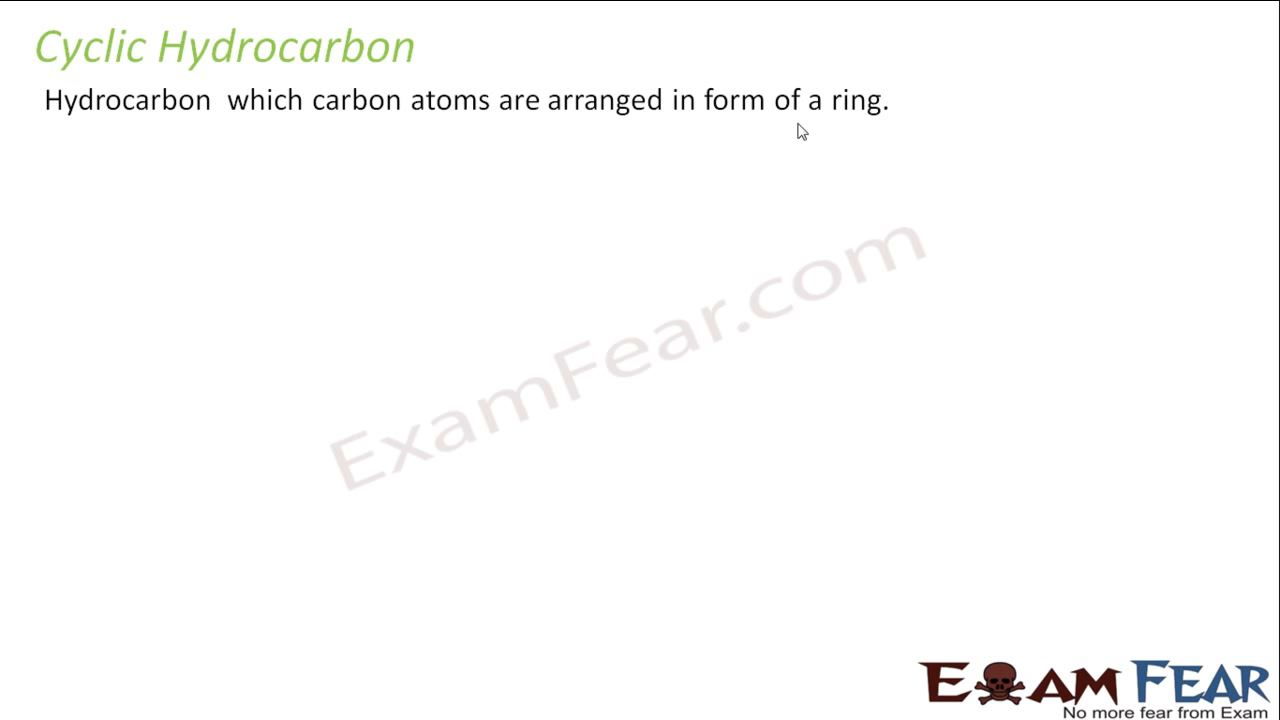 Cyclic Hydrocarbon
Hydrocarbon which carbon atoms are arranged in form of a ring.
ExamFear.com
EXAM FEAR
No more fear from Exam